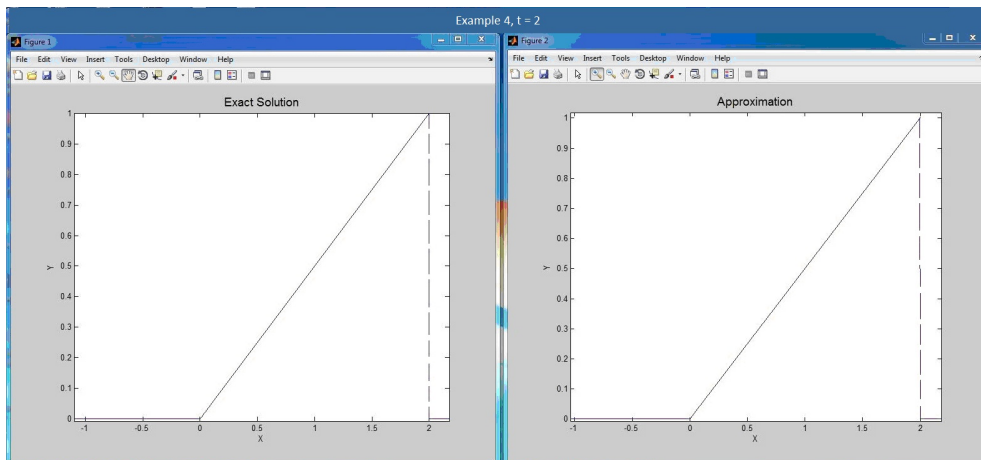 Example 4, t = 2
Figure 1
File Edit View Insert Tools Desktop Window Help
Exact Solution
1
0.9
0.8
0.7
0.6
0.5
0.4
0.3
0.2
0.1
0
Y
-1 -0.5 0 0.5 1 1.5 2
X
Figure 2
File Edit View Insert Tools Desktop Window Help
Approximation
1
0.9
0.8
0.7
0.6
0.5
0.4
0.3
0.2
0.1
0
Y
-1 -0.5 0 0.5 1 1.5 2
X